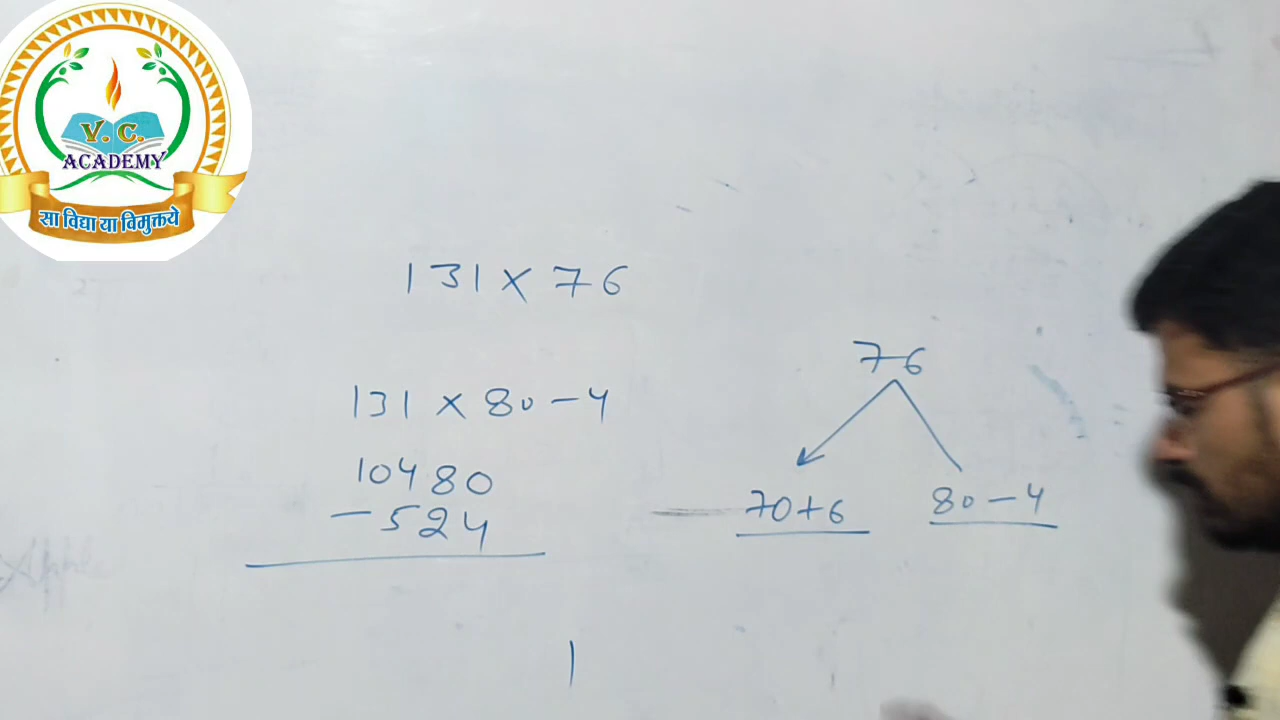 V. C.
ACADEMY
सा विद्या या विमुक्तये
131 × 76
131 × 80 - 4
10480
- 524
1
76
70+6
80-4